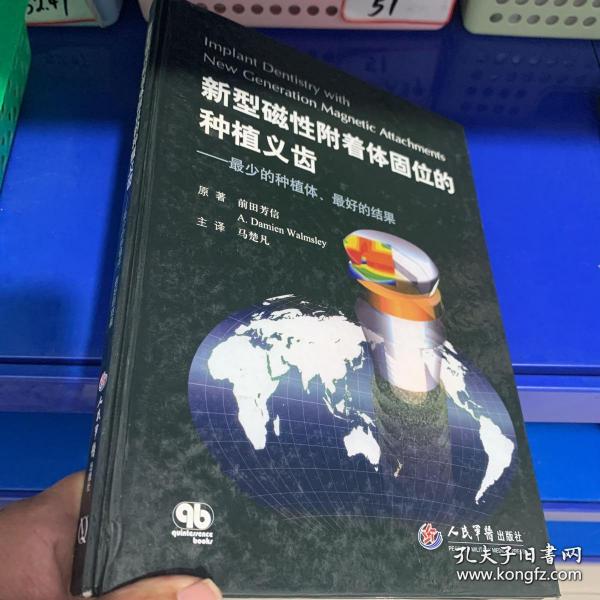 51
Implant Dentistry with
New Generation Magnetic Attachments
新型磁性附着体固位的
种植义齿
——最少的种植体、最好的结果
原著 前田芳信
A. Damien Walmsley
主译 马楚凡
qb
quintessence
books
人民军医出版社
孔夫子旧书网
www.kongfz.com